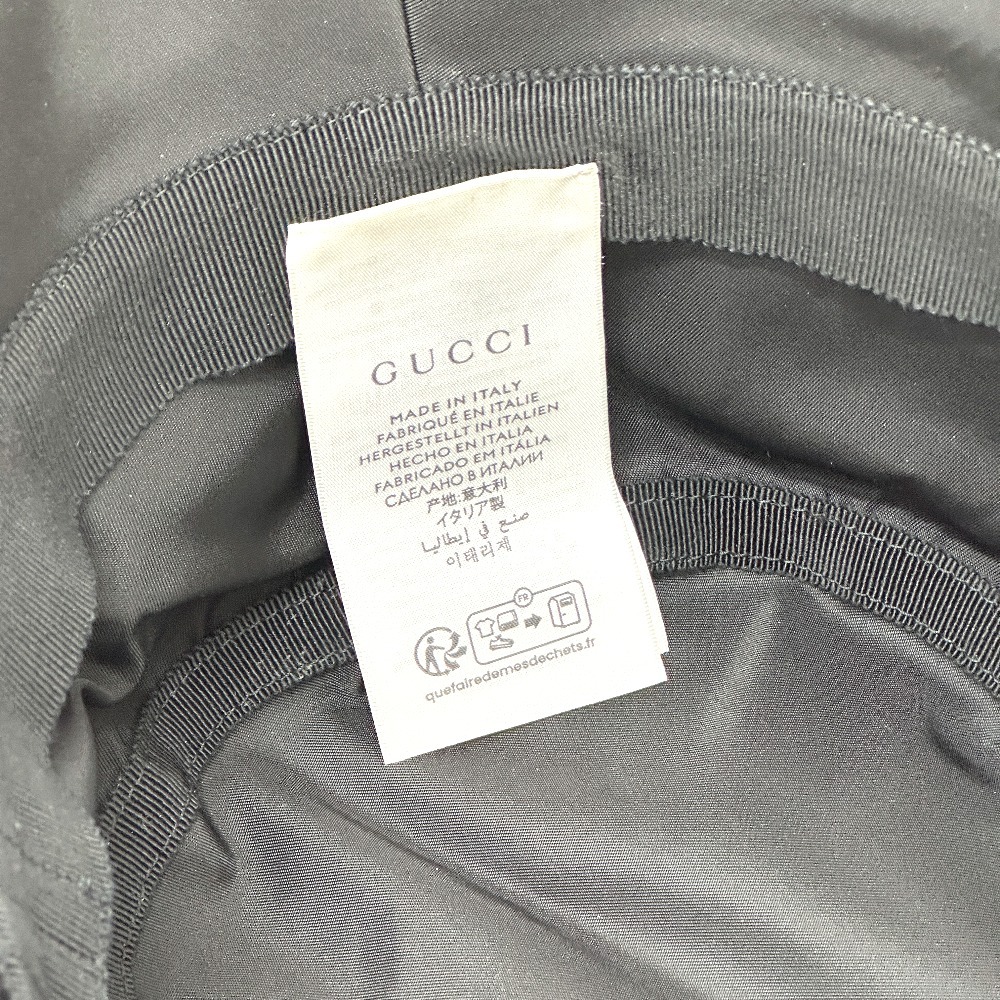 GUCCI
MADE IN ITALY
FABRIQUÉ EN ITALIE
HERGESTELLT IN ITALIEN
HECHO EN ITALIA
FABRICADO EM ITÁLIA
СДЕЛАНО В ИТАЛИИ
产地:意大利
イタリア製
صنع في إيطاليا
이태리제
FR
quefairedemesdechets.fr